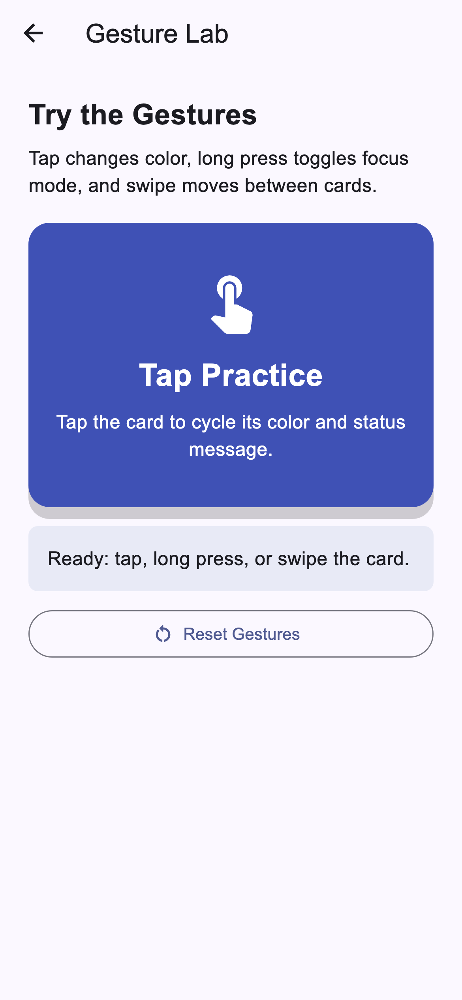 Gesture Lab
Try the Gestures
Tap changes color, long press toggles focus
mode, and swipe moves between cards.
Tap Practice
Tap the card to cycle its color and status
message.
Ready: tap, long press, or swipe the card.
Reset Gestures